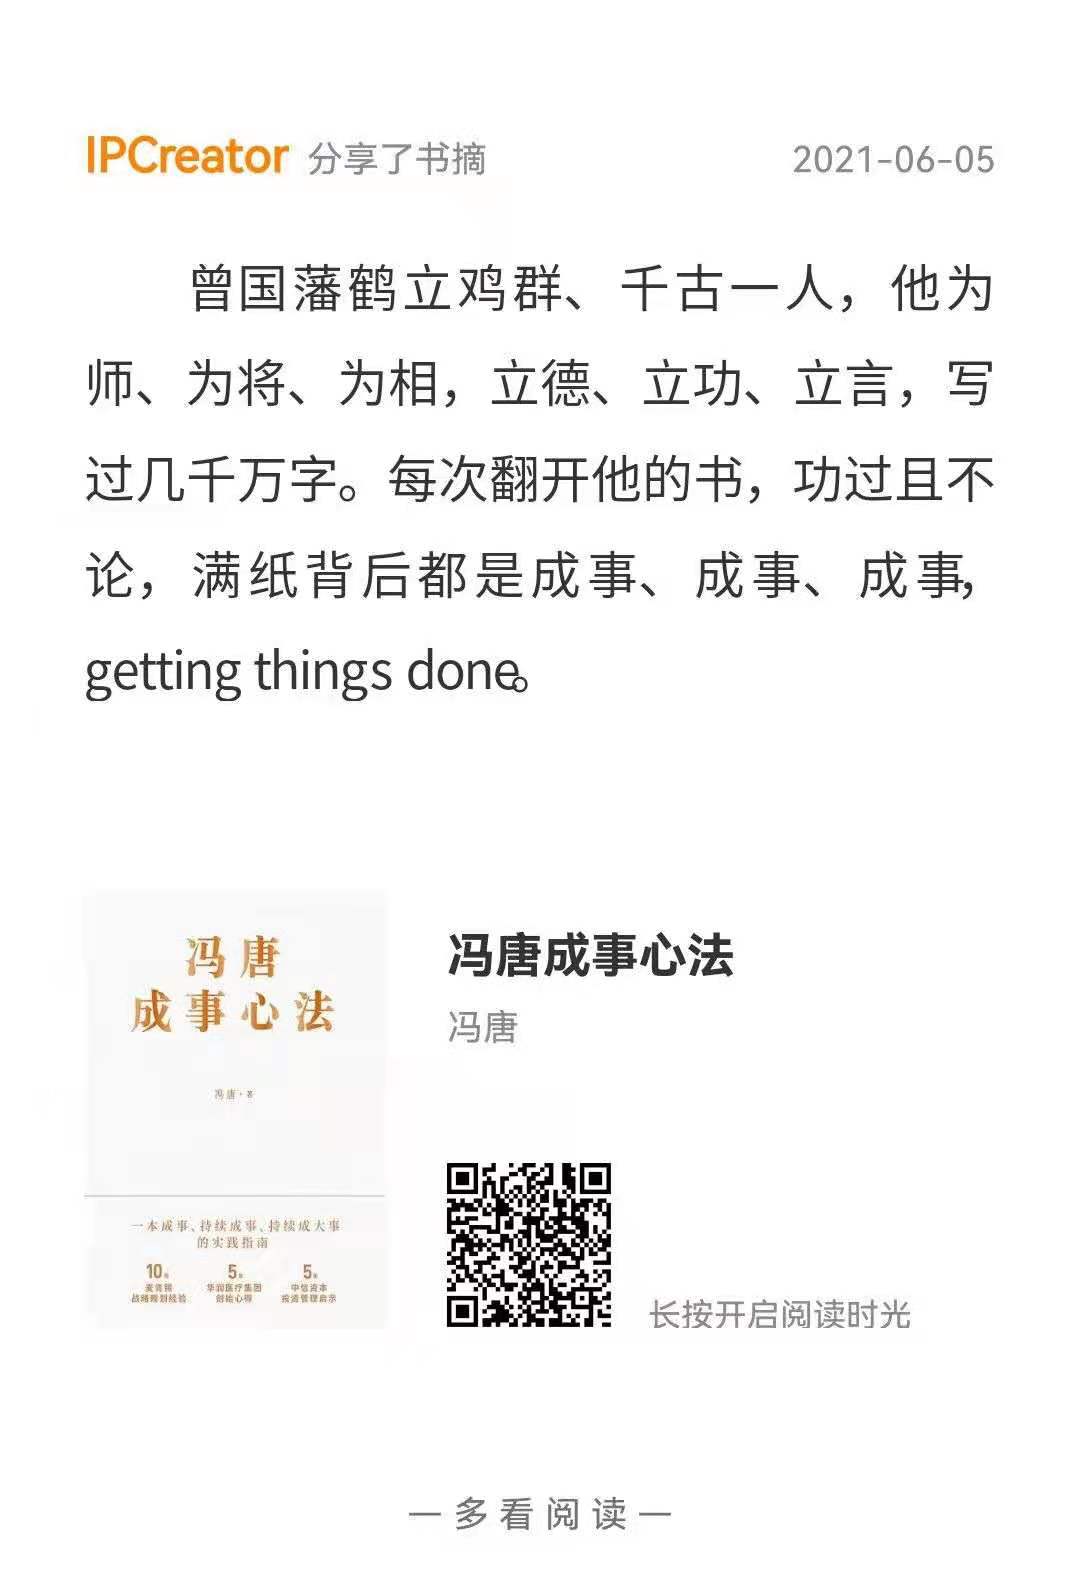 IPCreator 分享了书摘 2021-06-05
曾国藩鹤立鸡群、千古一人，他为
师、为将、为相，立德、立功、立言，写
过几千万字。每次翻开他的书，功过且不
论，满纸背后都是成事、成事、成事，
getting things done。
冯唐
成事心法
冯唐·著
一本成事、持续成事、持续成大事
的实践指南
10年 5年 5年
麦肯锡 华润医疗集团 中信资本
战略规划经验 创始心得 投资管理启示
冯唐成事心法
冯唐
长按开启阅读时光
— 多看阅读 —